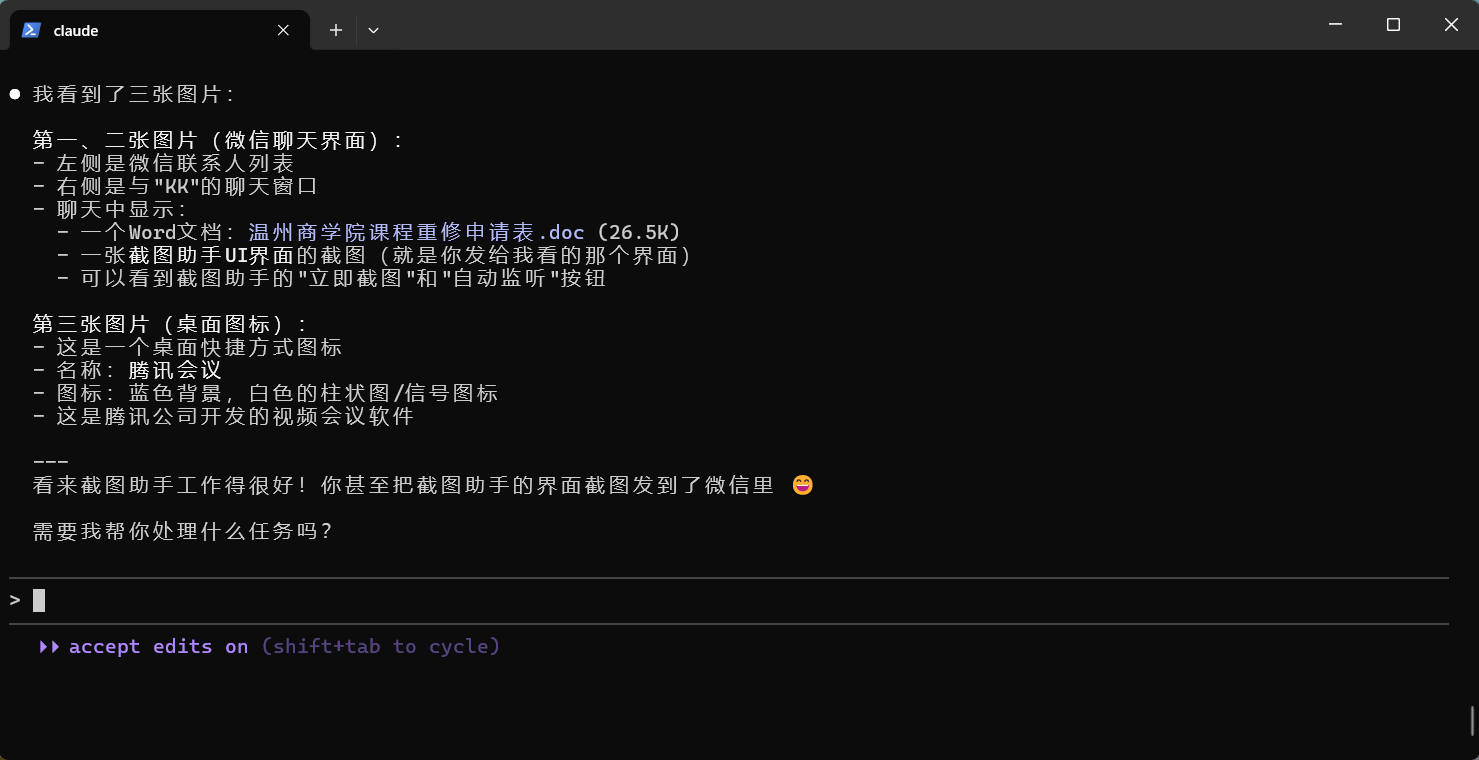 claude
● 我看到了三张图片：
第一、二张图片（微信聊天界面）：
- 左侧是微信联系人列表
- 右侧是与"KK"的聊天窗口
- 聊天中显示：
- 一个Word文档：温州商学院课程重修申请表.doc (26.5K)
- 一张截图助手UI界面的截图（就是你发给我看的那个界面）
- 可以看到截图助手的"立即截图"和"自动监听"按钮
第三张图片（桌面图标）：
- 这是一个桌面快捷方式图标
- 名称：腾讯会议
- 图标：蓝色背景，白色的柱状图/信号图标
- 这是腾讯公司开发的视频会议软件
---
看来截图助手工作得很好！你甚至把截图助手的界面截图发到了微信里 😄
需要我帮你处理什么任务吗？
>
⏵⏵ accept edits on (shift+tab to cycle)